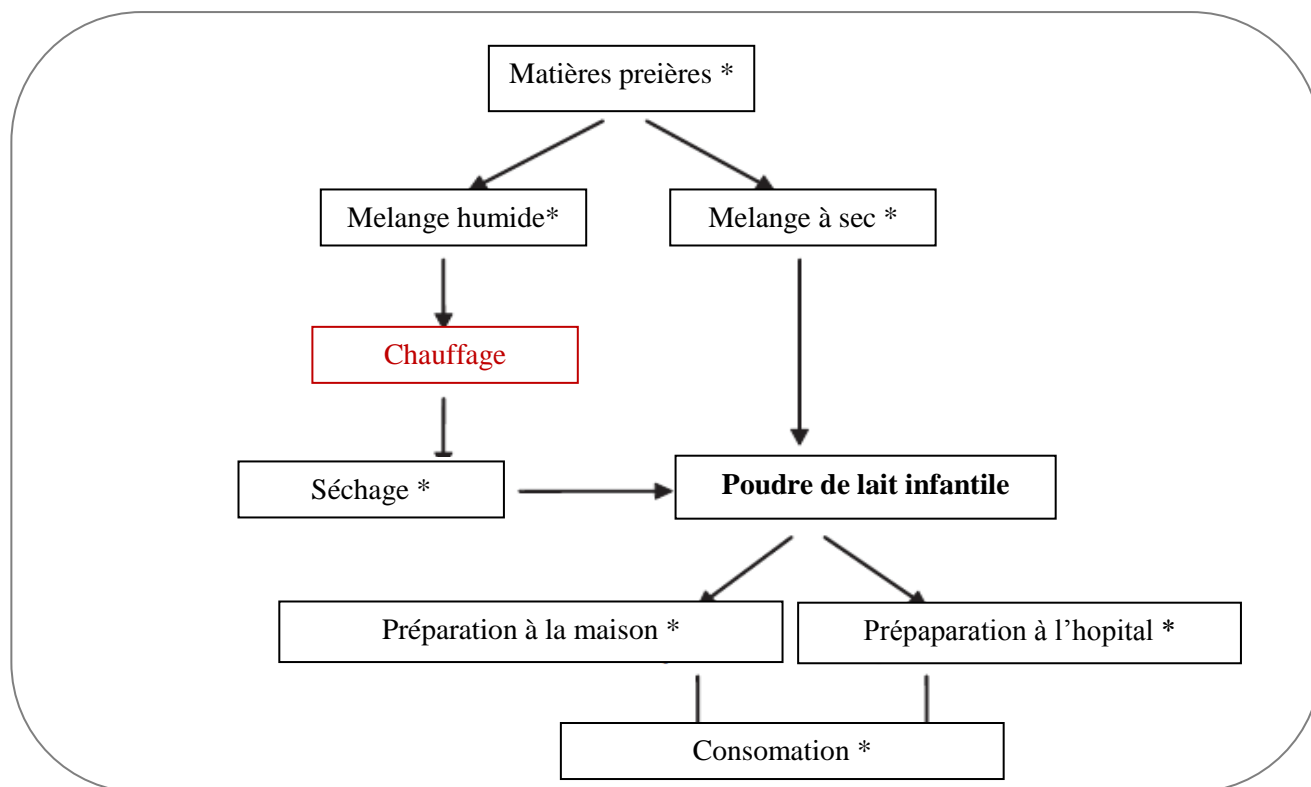 Matières preières *
Melange humide*
Melange à sec *
Chauffage
Séchage *
Poudre de lait infantile
Préparation à la maison *
Prépaparation à l’hopital *
Consomation *